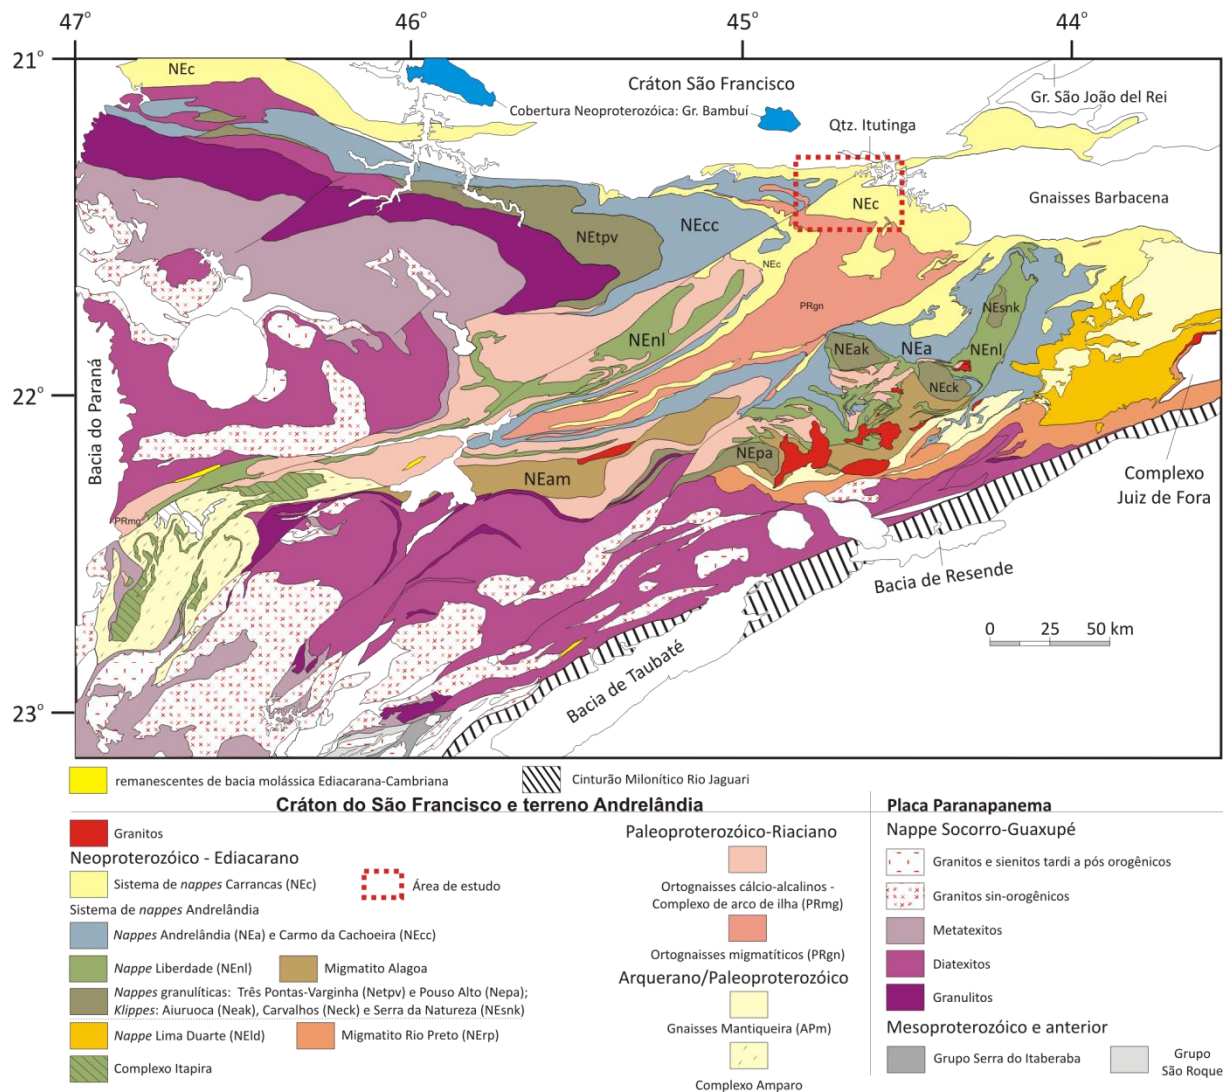 47° 46° 45° 44°
21°
22°
23°
NEc
Cráton São Francisco
Cobertura Neoproterozóica: Gr. Bambuí
Gr. São João del Rei
Qtz. Itutinga
NEc
Gnaisses Barbacena
NEcc
NEtpv
NEc
PRgn
NEsnk
NEnl
NEak
NEa
NEnl
NEck
Bacia do Paraná
NEpa
NEam
Complexo
Juiz de Fora
PRmg
Bacia de Resende
0 25 50 km
Bacia de Taubaté
remanescentes de bacia molássica Ediacarana-Cambriana
Cinturão Milonítico Rio Jaguari
Cráton do São Francisco e terreno Andrelândia
Granitos
Neoproterozóico - Ediacarano
Sistema de nappes Carrancas (NEc)
Área de estudo
Sistema de nappes Andrelândia
Nappes Andrelândia (NEa) e Carmo da Cachoeira (NEcc)
Nappe Liberdade (NEnl)
Migmatito Alagoa
Nappes granulíticas: Três Pontas-Varginha (Netpv) e Pouso Alto (Nepa);
Klippes: Aiuruoca (Neak), Carvalhos (Neck) e Serra da Natureza (NEsnk)
Nappe Lima Duarte (NEld)
Migmatito Rio Preto (NErp)
Complexo Itapira
Paleoproterozóico-Riaciano
Ortognaisses cálcio-alcalinos -
Complexo de arco de ilha (PRmg)
Ortognaisses migmatíticos (PRgn)
Arquerano/Paleoproterozóico
Gnaisses Mantiqueira (APm)
Complexo Amparo
Placa Paranapanema
Nappe Socorro-Guaxupé
Granitos e sienitos tardi a pós orogênicos
Granitos sin-orogênicos
Metatexitos
Diatexitos
Granulitos
Mesoproterozóico e anterior
Grupo Serra do Itaberaba
Grupo
São Roque